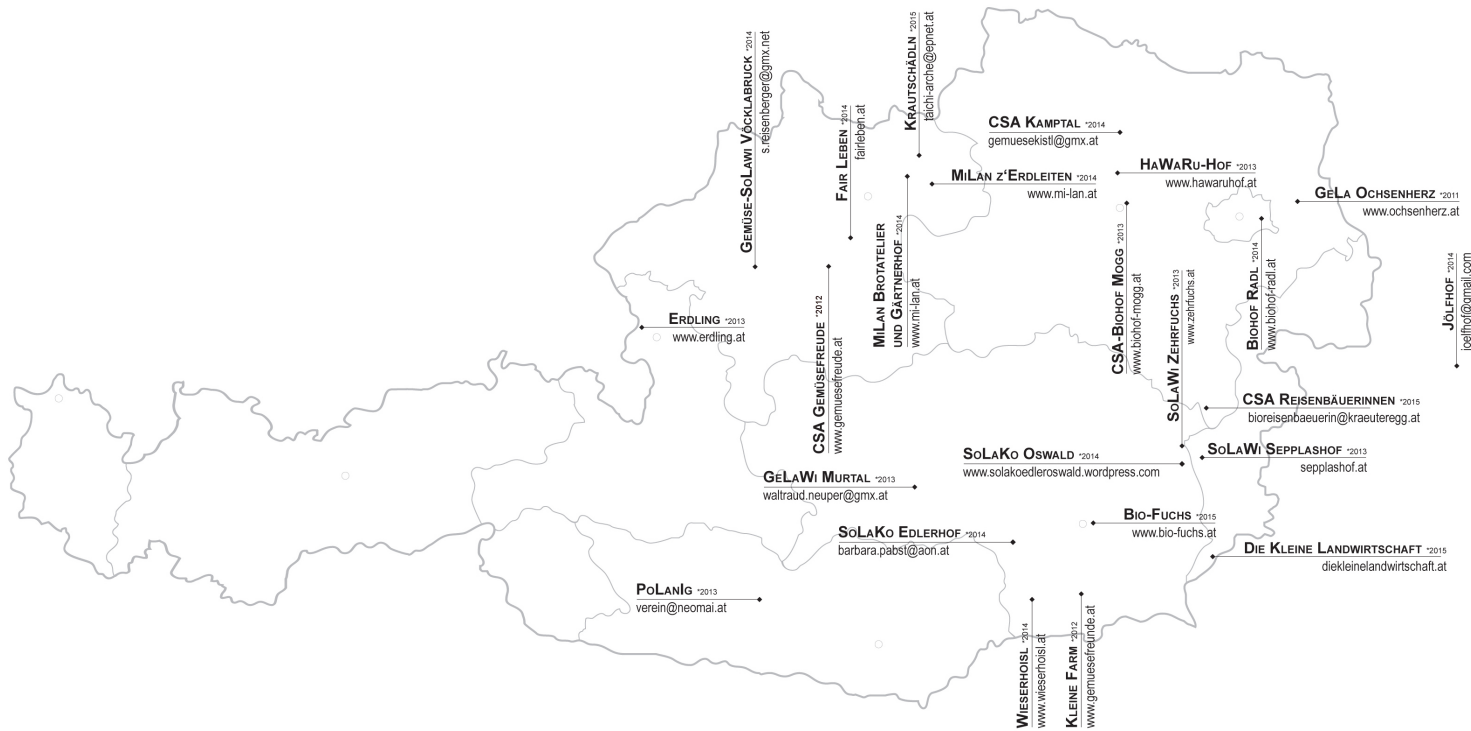 GEMÜSE-SOLAWI VÖCKLABRUCK *2014
s.reisenberger@gmx.net
FAIR LEBEN *2014
fairleben.at
KRAUTSCHÄDLN *2015
taichi-arche@epnet.at
CSA KAMPTAL *2014
gemuesekistl@gmx.at
MILAN Z'ERDLEITEN *2014
www.mi-lan.at
HAWARU-HOF *2013
www.hawaruhof.at
GELA OCHSENHERZ *2011
www.ochsenherz.at
MILAN BROTATELIER
UND GÄRTNERHOF *2014
www.mi-lan.at
CSA-BIOHOF MOGG *2013
www.biohof-mogg.at
BIOHOF RADL *2014
www.biohof-radl.at
JÖLFHOF *2014
joelfhof@gmail.com
ERDLING *2013
www.erdling.at
CSA GEMÜSEFREUDE *2012
www.gemuesefreude.at
SOLAWI ZEHRFUCHS *2013
www.zehrfuchs.at
CSA REISENBÄUERINNEN *2015
bioreisenbaeuerin@kraeuteregg.at
SOLAKO OSWALD *2014
www.solakoedleroswald.wordpress.com
SOLAWI SEPPLASHOF *2013
sepplashof.at
GELAWI MURTAL *2013
waltraud.neuper@gmx.at
SOLAKO EDLERHOF *2014
barbara.pabst@aon.at
BIO-FUCHS *2015
www.bio-fuchs.at
DIE KLEINE LANDWIRTSCHAFT *2015
diekleinelandwirtschaft.at
POLANIG *2013
verein@neomai.at
WIESERHOISL *2014
www.wieserhoisl.at
KLEINE FARM *2012
www.gemuesefreunde.at